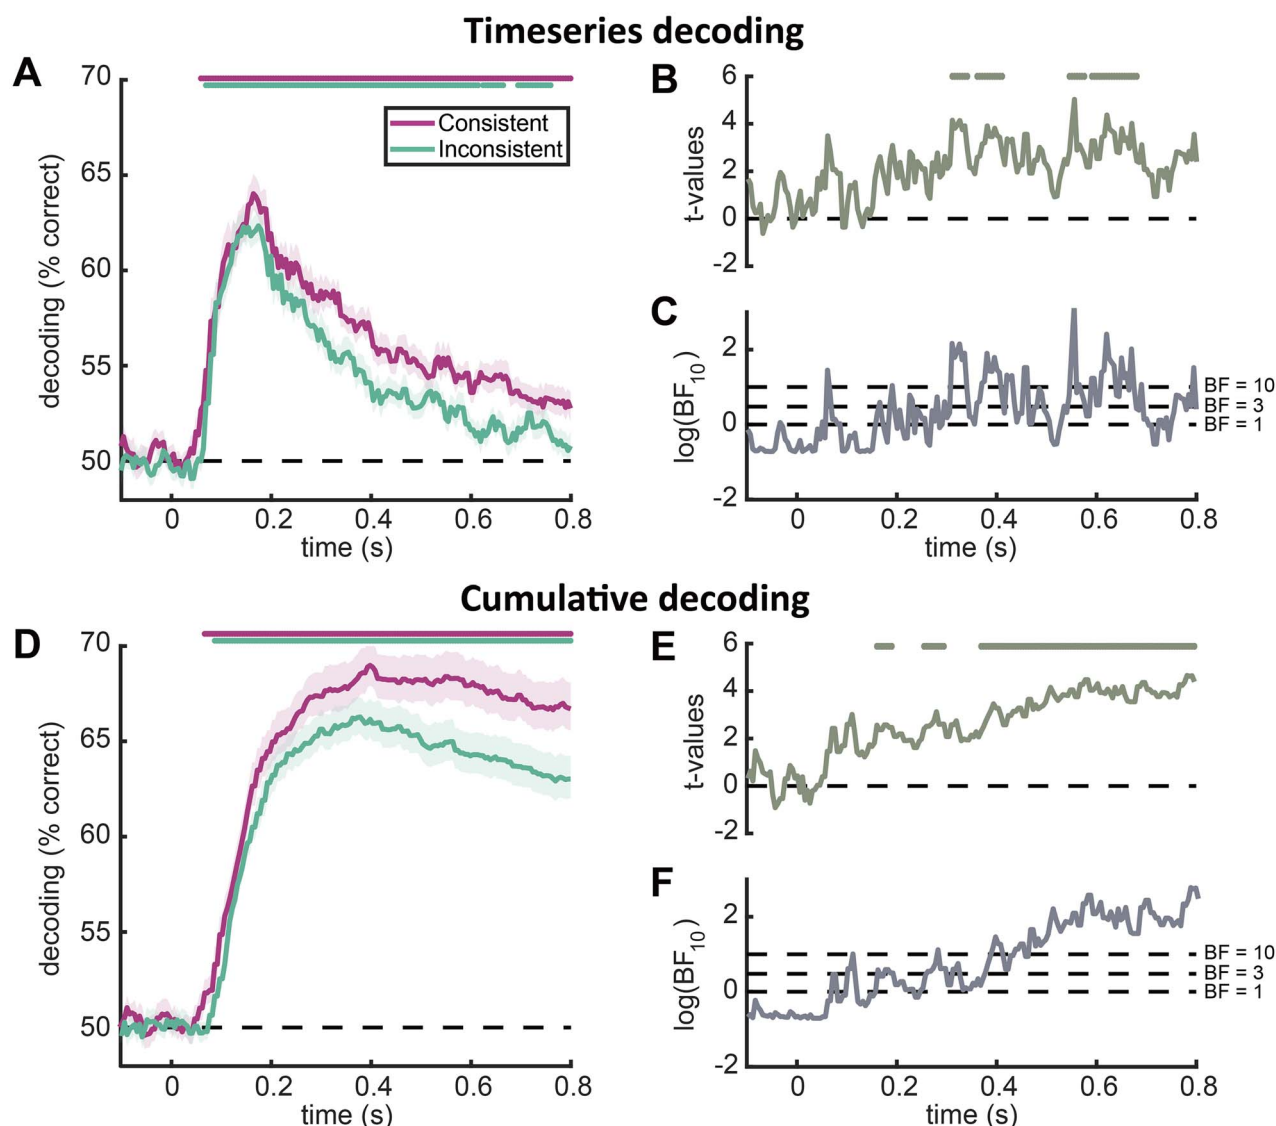 Timeseries decoding
A
70
65
60
55
50
decoding (% correct)
Consistent
Inconsistent
0
0.2
0.4
0.6
0.8
time (s)
B
6
4
2
0
-2
t-values
C
2
0
-2
log(BF10)
BF = 10
BF = 3
BF = 1
0
0.2
0.4
0.6
0.8
time (s)
Cumulative decoding
D
70
65
60
55
50
decoding (% correct)
0
0.2
0.4
0.6
0.8
time (s)
E
6
4
2
0
-2
t-values
F
2
0
-2
log(BF10)
BF = 10
BF = 3
BF = 1
0
0.2
0.4
0.6
0.8
time (s)